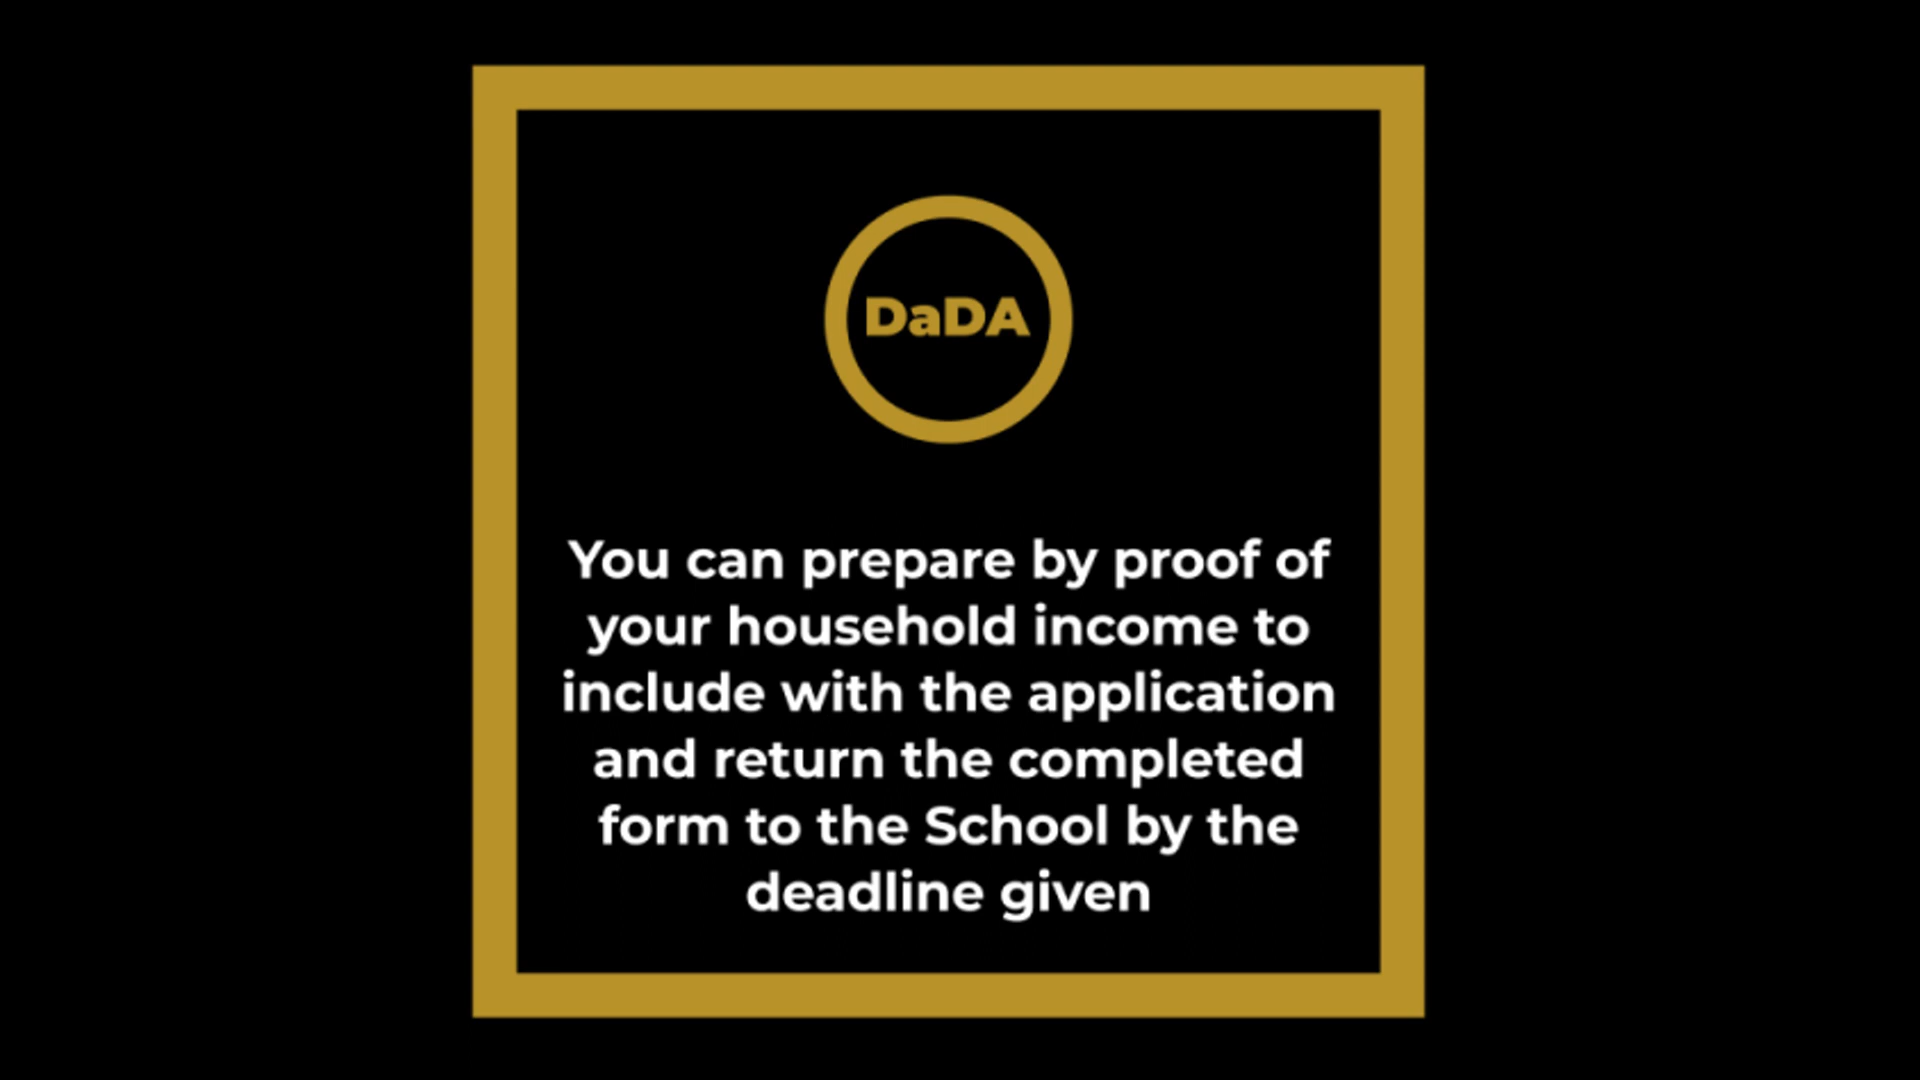 DaDA
You can prepare by proof of
your household income to
include with the application
and return the completed
form to the School by the
deadline given